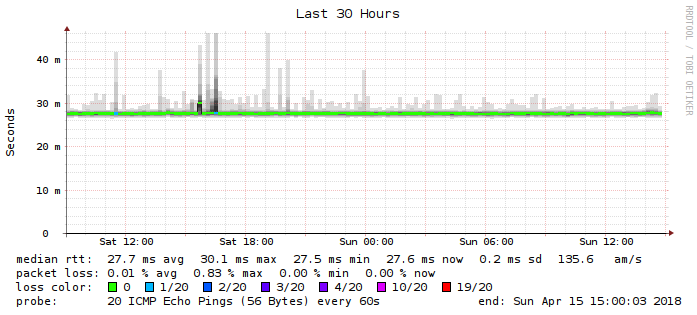 Last 30 Hours
RRDTOOL / TOBI OETIKER
Seconds
40 m
30 m
20 m
10 m
0
Sat 12:00 Sat 18:00 Sun 00:00 Sun 06:00 Sun 12:00
median rtt: 27.7 ms avg 30.1 ms max 27.5 ms min 27.6 ms now 0.2 ms sd 135.6 am/s
packet loss: 0.01 % avg 0.83 % max 0.00 % min 0.00 % now
loss color: 0 1/20 2/20 3/20 4/20 10/20 19/20
probe: 20 ICMP Echo Pings (56 Bytes) every 60s end: Sun Apr 15 15:00:03 2018